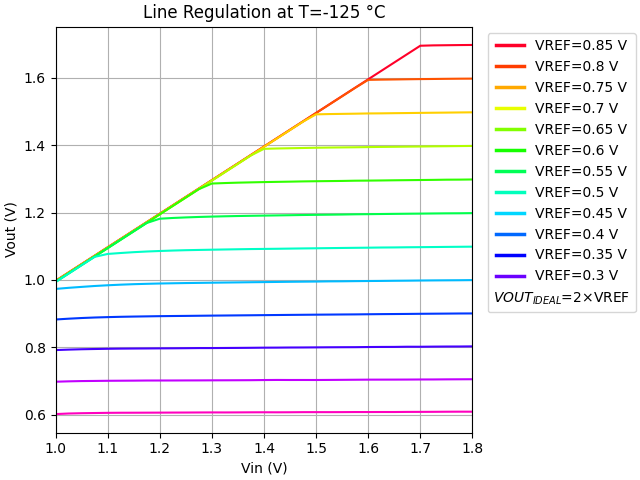 Line Regulation at T=-125 °C
Vout (V)
1.6
1.4
1.2
1.0
0.8
0.6
1.0 1.1 1.2 1.3 1.4 1.5 1.6 1.7 1.8
Vin (V)
VREF=0.85 V
VREF=0.8 V
VREF=0.75 V
VREF=0.7 V
VREF=0.65 V
VREF=0.6 V
VREF=0.55 V
VREF=0.5 V
VREF=0.45 V
VREF=0.4 V
VREF=0.35 V
VREF=0.3 V
VOUT_IDEAL=2×VREF